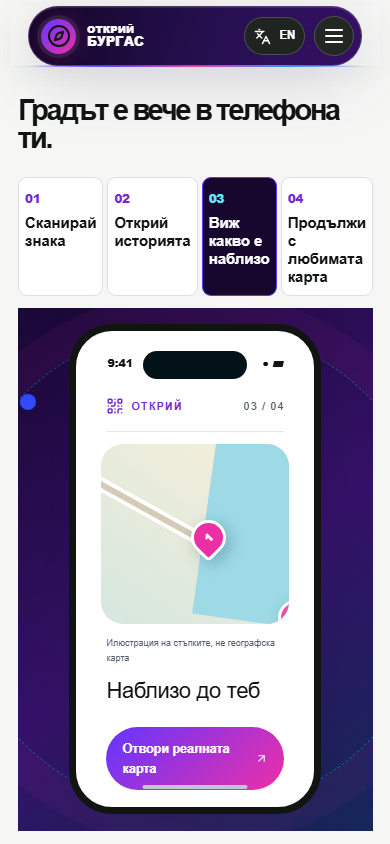 ОТКРИЙ
БУРГАС
EN
Градът е вече в телефона
ти.
01
Сканирай
знака
02
Открий
историята
03
Виж
какво е
наблизо
04
Продължи
с
любимата
карта
9:41
ОТКРИЙ
03 / 04
Илюстрация на стъпките, не географска
карта
Наблизо до теб
Отвори реалната
карта